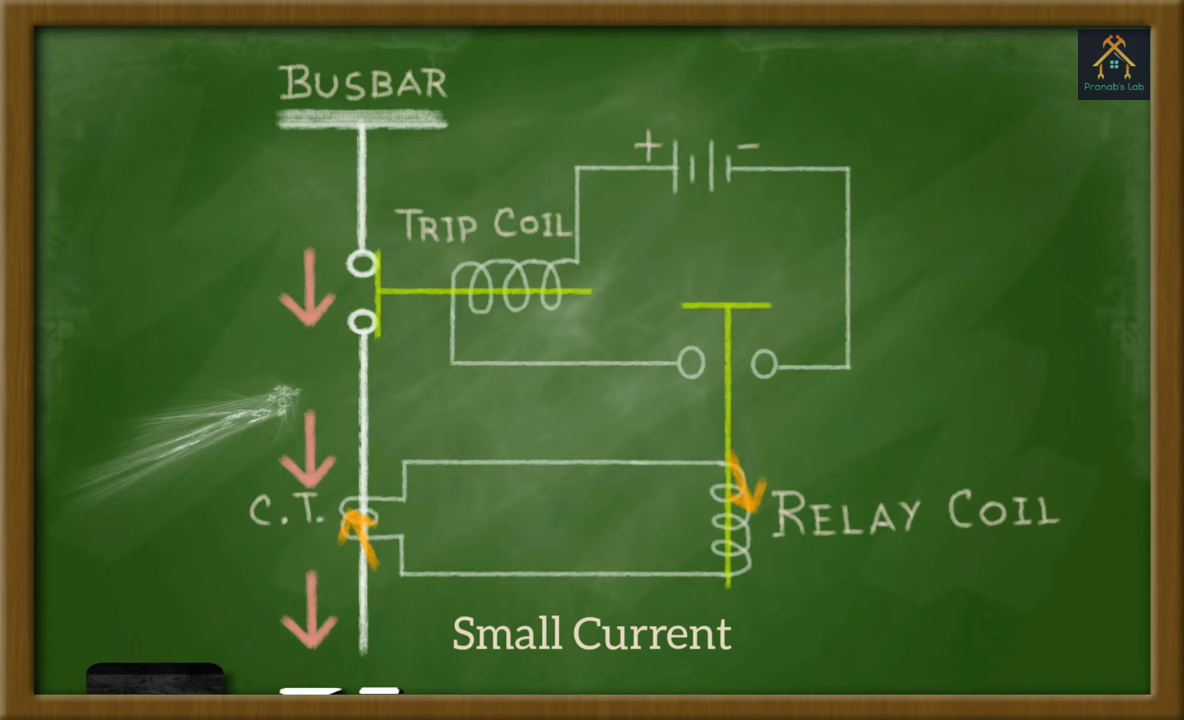 BUSBAR
Pranab's Lab
+ −
TRIP COIL
C.T.
RELAY COIL
Small Current